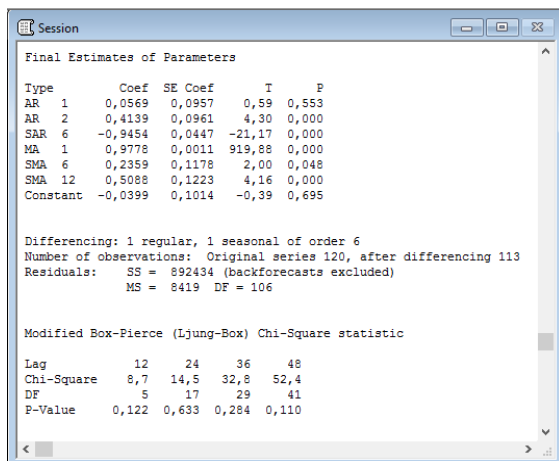 Session
Final Estimates of Parameters
Type Coef SE Coef T P
AR 1 0,0569 0,0957 0,59 0,553
AR 2 0,4139 0,0961 4,30 0,000
SAR 6 -0,9454 0,0447 -21,17 0,000
MA 1 0,9778 0,0011 919,88 0,000
SMA 6 0,2359 0,1178 2,00 0,048
SMA 12 0,5088 0,1223 4,16 0,000
Constant -0,0399 0,1014 -0,39 0,695
Differencing: 1 regular, 1 seasonal of order 6
Number of observations: Original series 120, after differencing 113
Residuals: SS = 892434 (backforecasts excluded)
MS = 8419 DF = 106
Modified Box-Pierce (Ljung-Box) Chi-Square statistic
Lag 12 24 36 48
Chi-Square 8,7 14,5 32,8 52,4
DF 5 17 29 41
P-Value 0,122 0,633 0,284 0,110